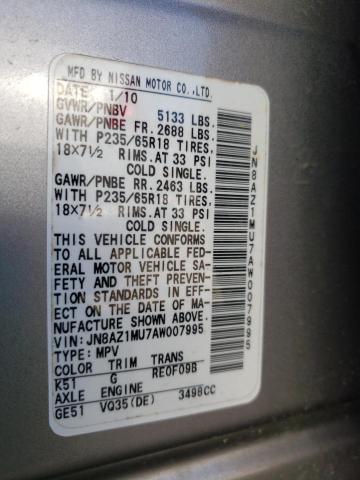 MFD BY NISSAN MOTOR CO.,LTD.
DATE: 1/10
GVWR/PNBV 5133 LBS.
GAWR/PNBE FR. 2688 LBS.
WITH P235/65R18 TIRES,
18X7½ RIMS.AT 33 PSI
COLD SINGLE.
GAWR/PNBE RR. 2463 LBS.
WITH P235/65R18 TIRES,
18X7½ RIMS.AT 33 PSI
COLD SINGLE.
THIS VEHICLE CONFORMS
TO ALL APPLICABLE FED-
ERAL MOTOR VEHICLE SA-
FETY AND THEFT PREVEN-
TION STANDARDS IN EFF-
ECT ON THE DATE OF MA-
NUFACTURE SHOWN ABOVE.
VIN: JN8AZ1MU7AW007995
TYPE: MPV
COLOR TRIM TRANS
K51 G RE0F09B
AXLE ENGINE
GE51 VQ35(DE) 3498CC
JN8AZ1MU7AW007995